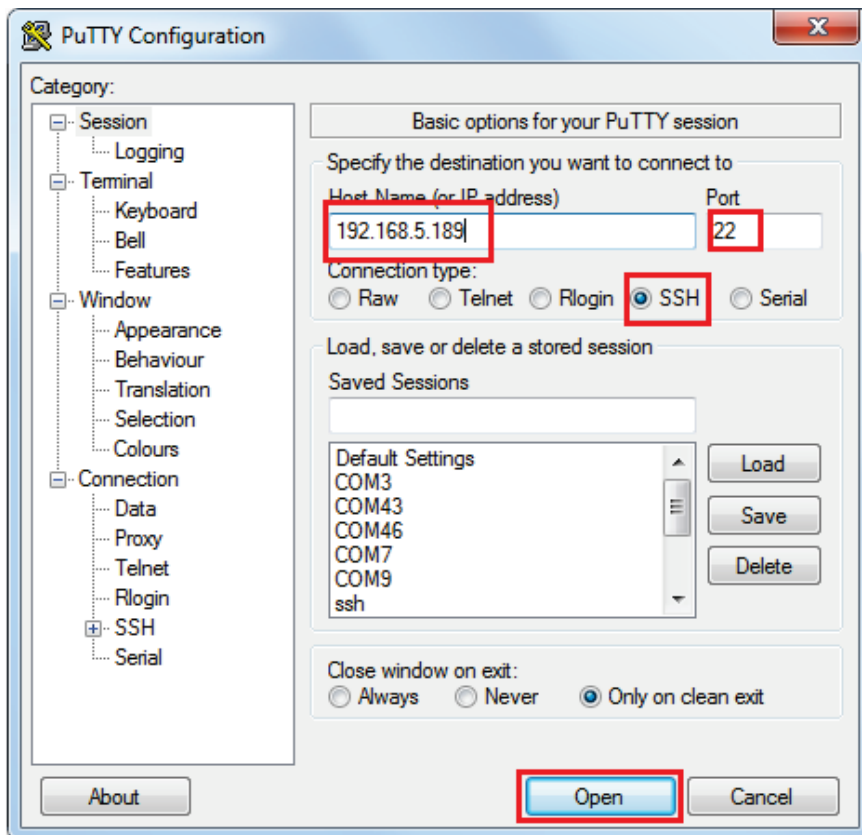 PuTTY Configuration
Category:
Session
Logging
Terminal
Keyboard
Bell
Features
Window
Appearance
Behaviour
Translation
Selection
Colours
Connection
Data
Proxy
Telnet
Rlogin
SSH
Serial
Basic options for your PuTTY session
Specify the destination you want to connect to
Host Name (or IP address) Port
192.168.5.189 22
Connection type:
Raw Telnet Rlogin SSH Serial
Load, save or delete a stored session
Saved Sessions
Default Settings
COM3
COM43
COM46
COM7
COM9
ssh
Load
Save
Delete
Close window on exit:
Always Never Only on clean exit
About Open Cancel